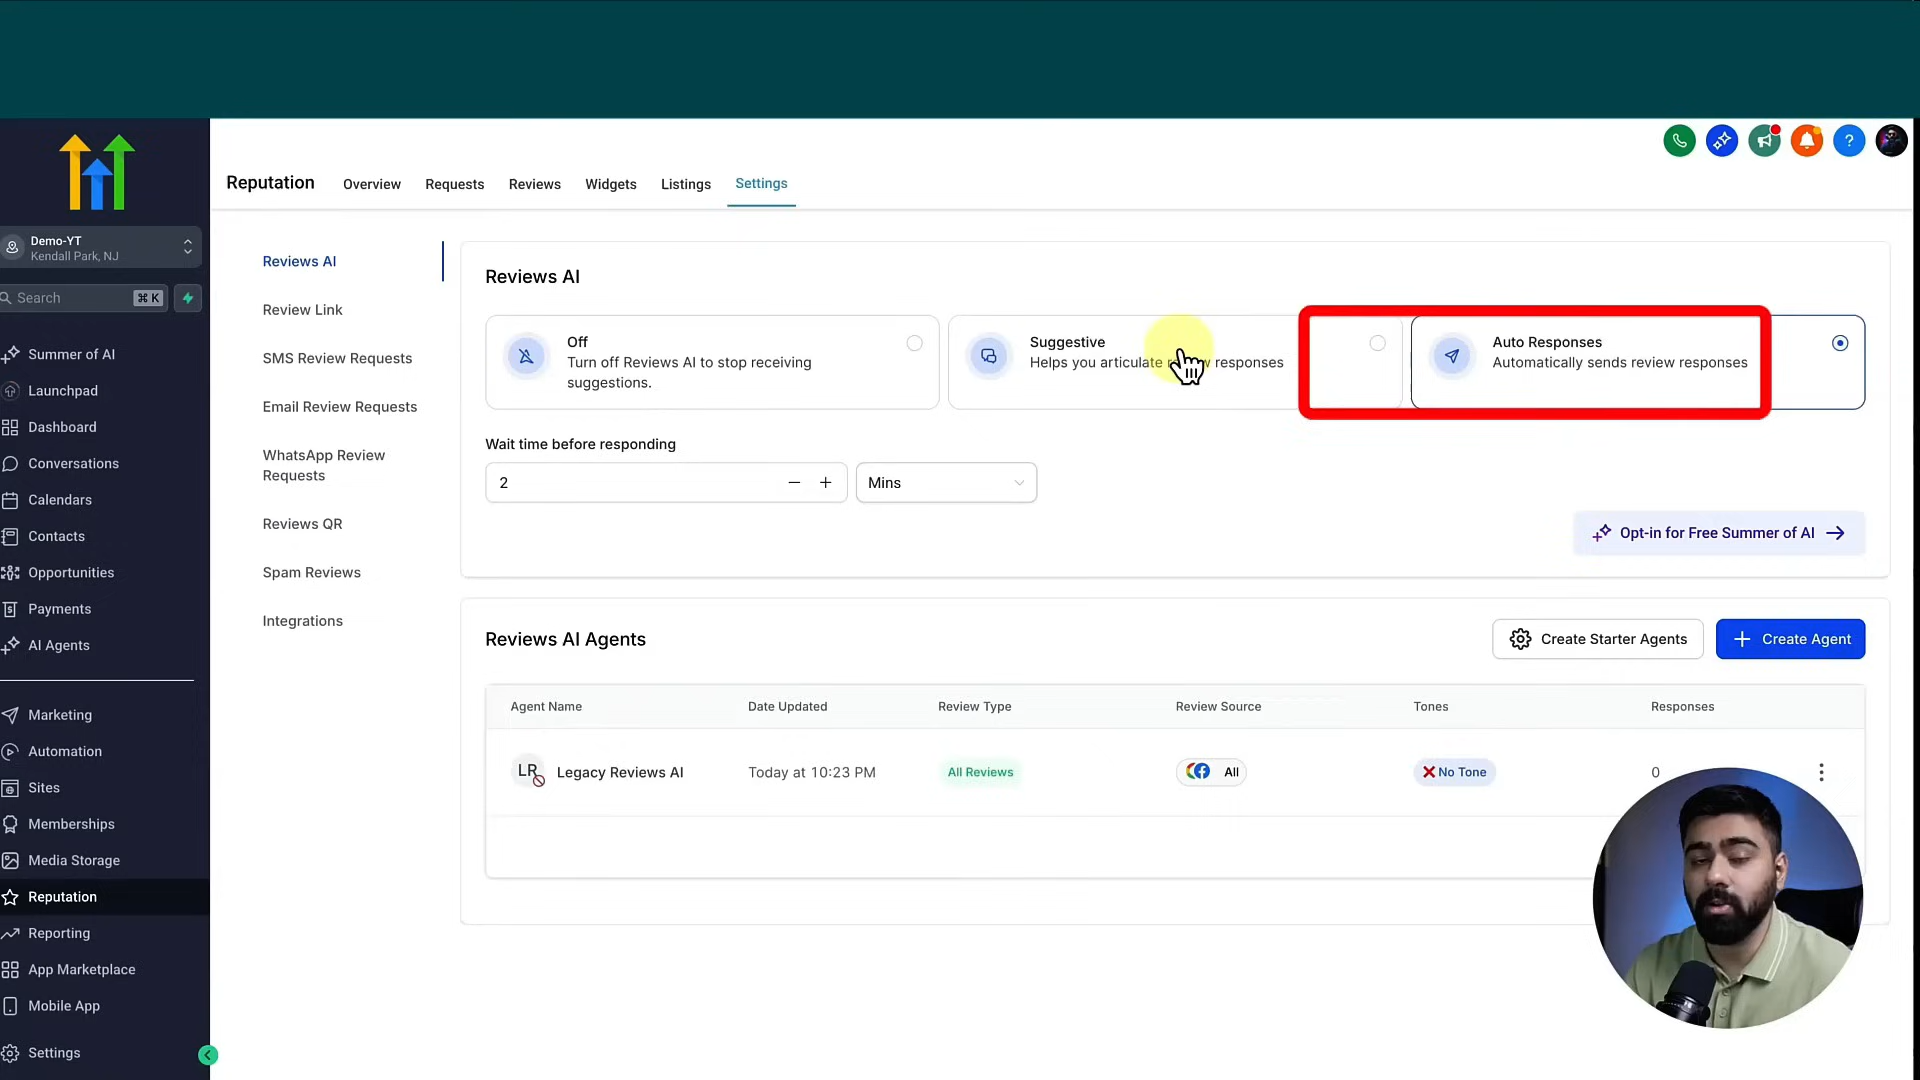 Reputation
Overview
Requests
Reviews
Widgets
Listings
Settings
Demo-YT
Kendall Park, NJ
Search
⌘ K
Summer of AI
Launchpad
Dashboard
Conversations
Calendars
Contacts
Opportunities
Payments
AI Agents
Marketing
Automation
Sites
Memberships
Media Storage
Reputation
Reporting
App Marketplace
Mobile App
Settings
Reviews AI
Review Link
SMS Review Requests
Email Review Requests
WhatsApp Review
Requests
Reviews QR
Spam Reviews
Integrations
Reviews AI
Off
Turn off Reviews AI to stop receiving
suggestions.
Suggestive
Helps you articulate responses
Auto Responses
Automatically sends review responses
Wait time before responding
2
Mins
Opt-in for Free Summer of AI
Reviews AI Agents
Create Starter Agents
Create Agent
Agent Name
Date Updated
Review Type
Review Source
Tones
Responses
LR
Legacy Reviews AI
Today at 10:23 PM
All Reviews
All
No Tone
0